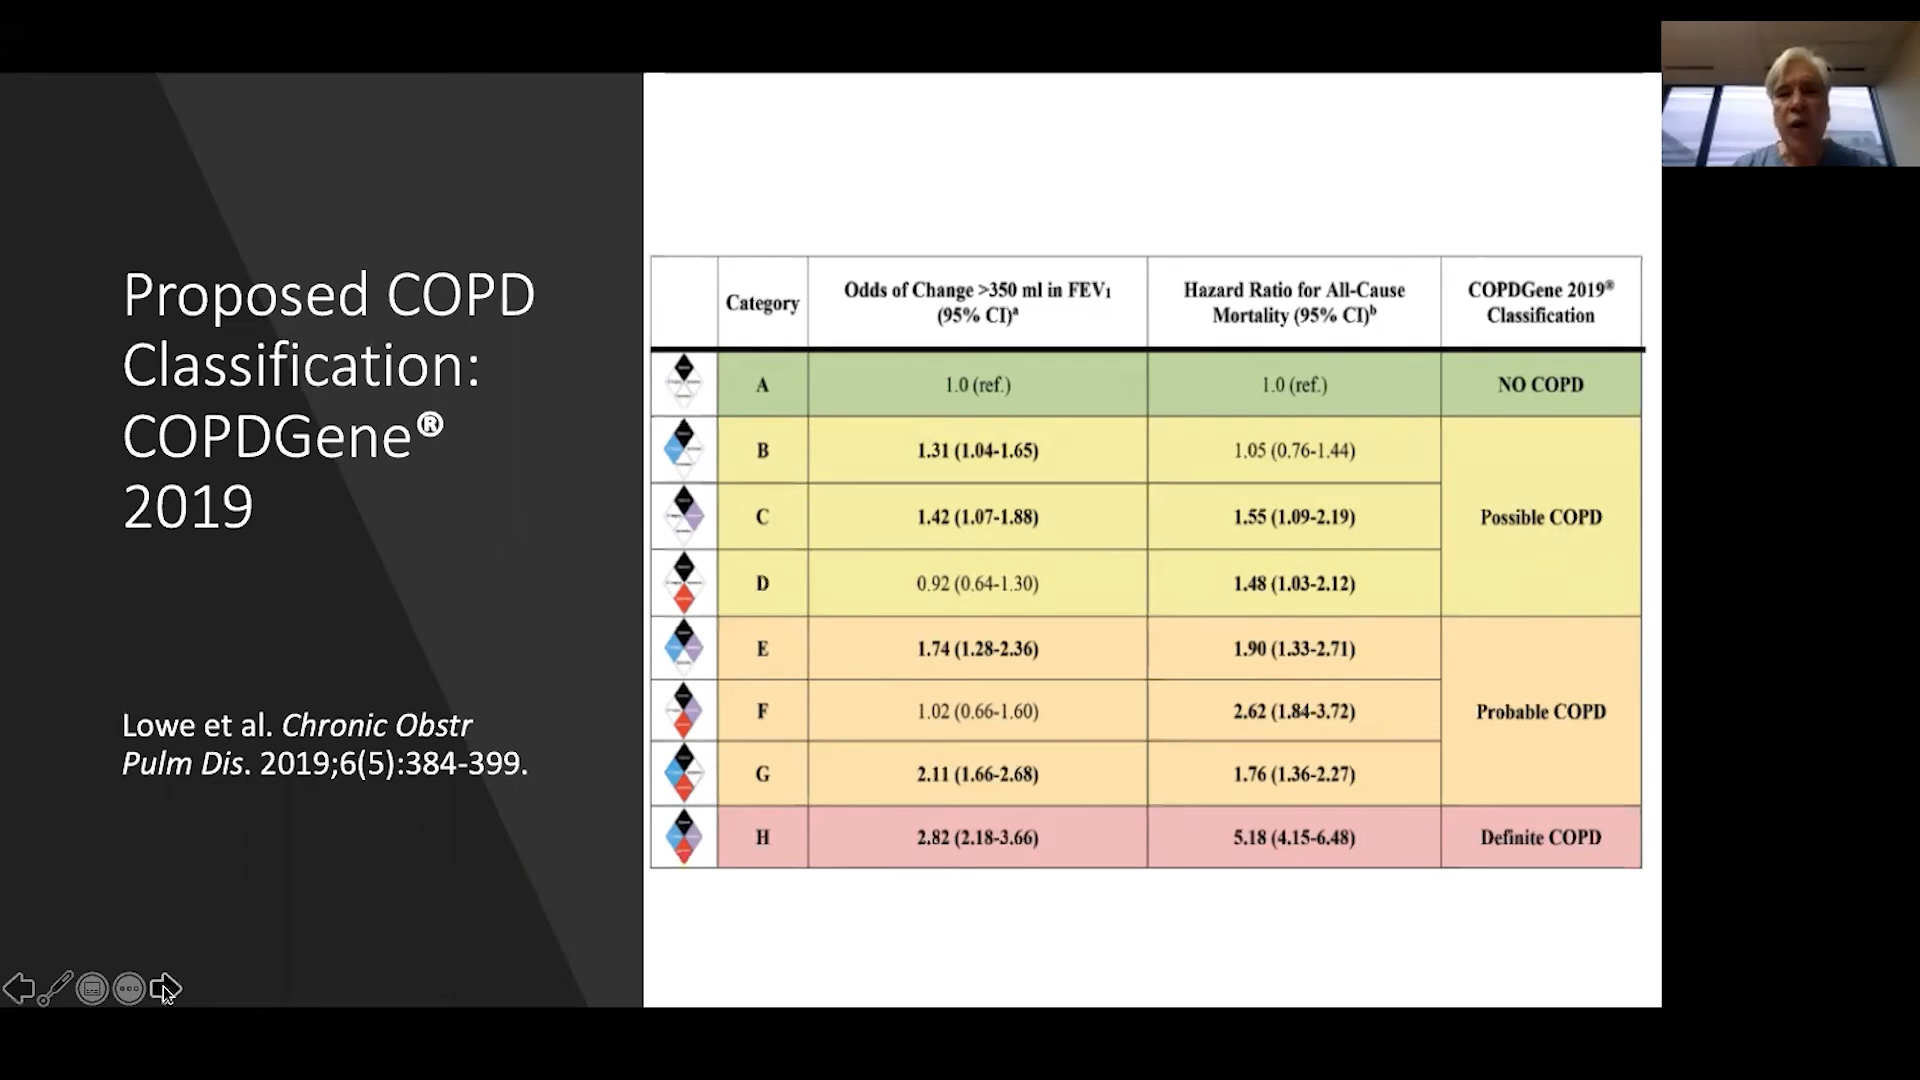 Proposed COPD
Classification:
COPDGene®
2019
Lowe et al. Chronic Obstr
Pulm Dis. 2019;6(5):384-399.
Category
Odds of Change >350 ml in FEV₁
(95% CI)ᵃ
Hazard Ratio for All-Cause
Mortality (95% CI)ᵇ
COPDGene 2019®
Classification
A 1.0 (ref.) 1.0 (ref.) NO COPD
B 1.31 (1.04-1.65) 1.05 (0.76-1.44)
C 1.42 (1.07-1.88) 1.55 (1.09-2.19) Possible COPD
D 0.92 (0.64-1.30) 1.48 (1.03-2.12)
E 1.74 (1.28-2.36) 1.90 (1.33-2.71)
F 1.02 (0.66-1.60) 2.62 (1.84-3.72) Probable COPD
G 2.11 (1.66-2.68) 1.76 (1.36-2.27)
H 2.82 (2.18-3.66) 5.18 (4.15-6.48) Definite COPD